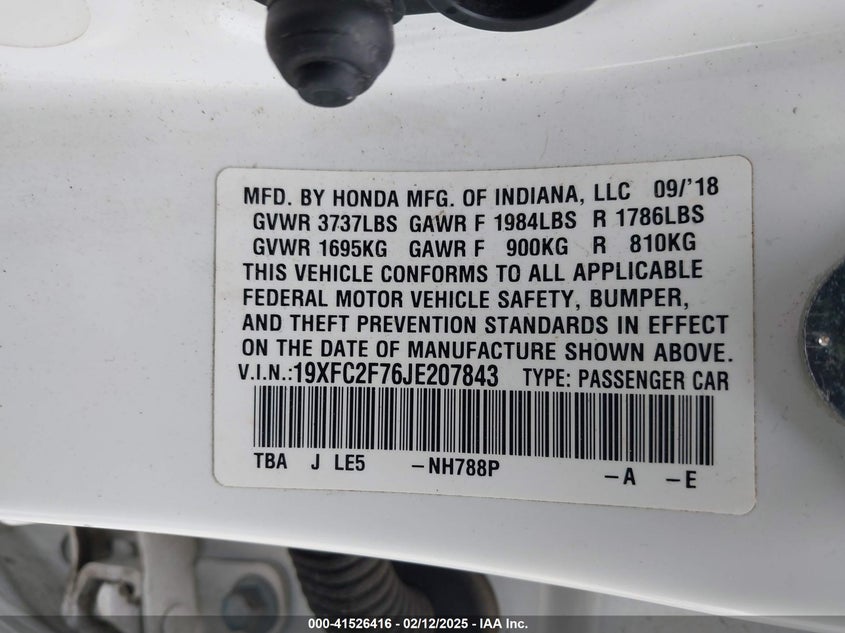 MFD. BY HONDA MFG. OF INDIANA, LLC 09/'18
GVWR 3737LBS GAWR F 1984LBS R 1786LBS
GVWR 1695KG GAWR F 900KG R 810KG
THIS VEHICLE CONFORMS TO ALL APPLICABLE
FEDERAL MOTOR VEHICLE SAFETY, BUMPER,
AND THEFT PREVENTION STANDARDS IN EFFECT
ON THE DATE OF MANUFACTURE SHOWN ABOVE.
V.I.N.:19XFC2F76JE207843 TYPE: PASSENGER CAR
TBA J LE5 -NH788P -A -E
000-41526416 - 02/12/2025 - IAA Inc.